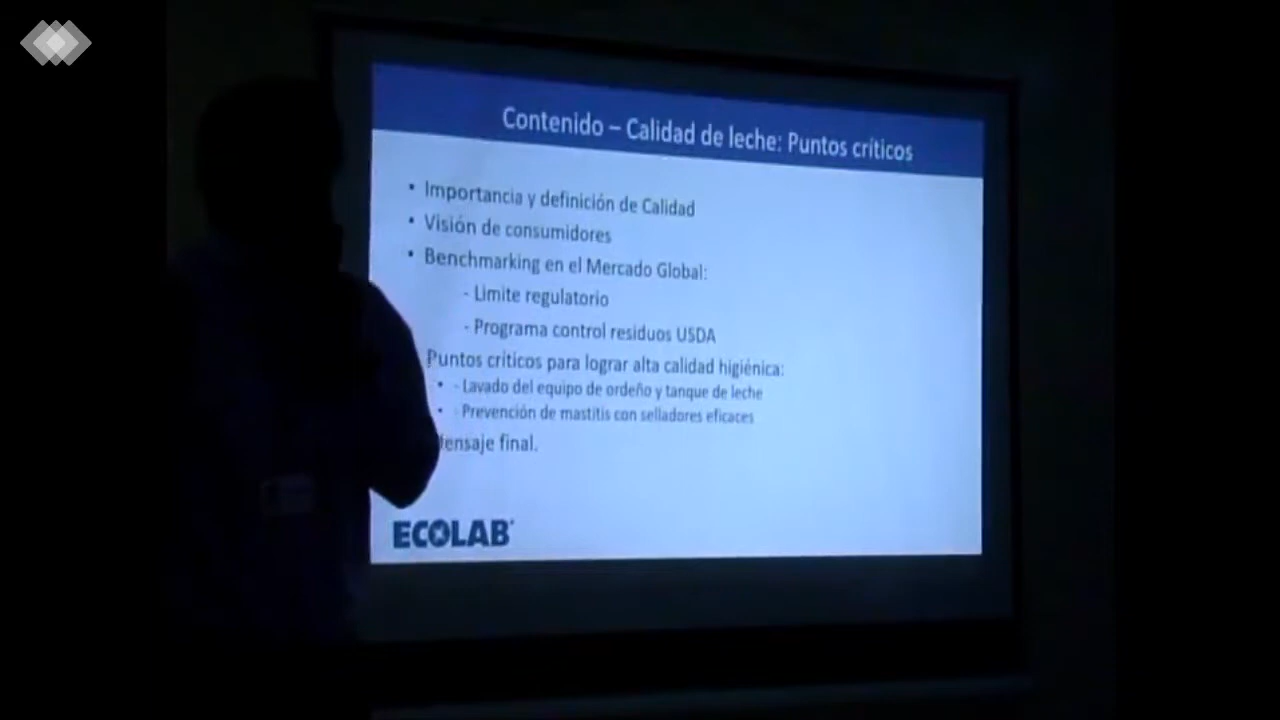 Contenido – Calidad de leche: Puntos críticos
• Importancia y definición de Calidad
• Visión de consumidores
• Benchmarking en el Mercado Global:
- Limite regulatorio
- Programa control residuos USDA
Puntos críticos para lograr alta calidad higiénica:
• - Lavado del equipo de ordeño y tanque de leche
• - Prevención de mastitis con selladores eficaces
final.
ECOLAB